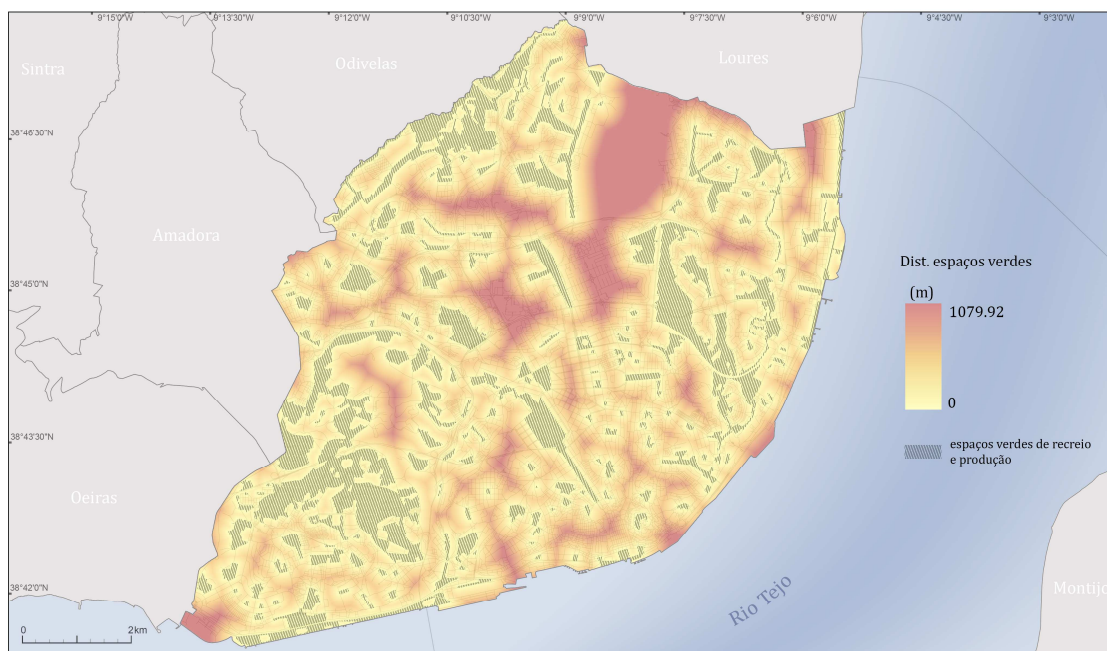 9°15'0"W
9°13'30"W
9°12'0"W
9°10'30"W
9°9'0"W
9°7'30"W
9°6'0"W
9°4'30"W
9°3'0"W
Sintra
Odivelas
Loures
38°46'30"N
Amadora
38°45'0"N
Dist. espaços verdes
(m)
1079.92
0
38°43'30"N
espaços verdes de recreio
e produção
Oeiras
38°42'0"N
Montijo
Rio Tejo
0
2km